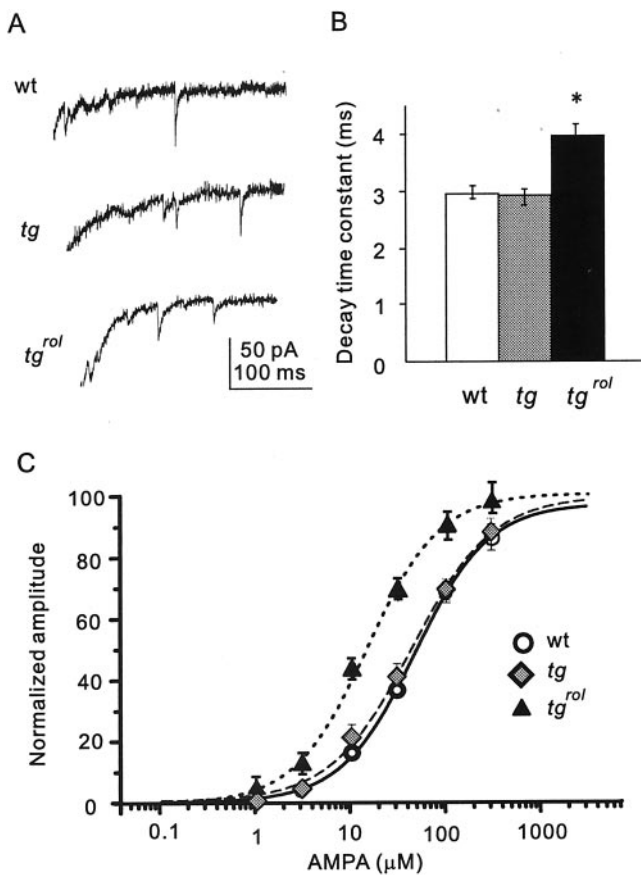 A
wt
tg
tg rol
50 pA
100 ms
B
Decay time constant (ms)
*
4
3
2
1
0
wt
tg
tg rol
C
Normalized amplitude
100
80
60
40
20
0
0.1
1
10
100
1000
AMPA (μM)
wt
tg
tg rol